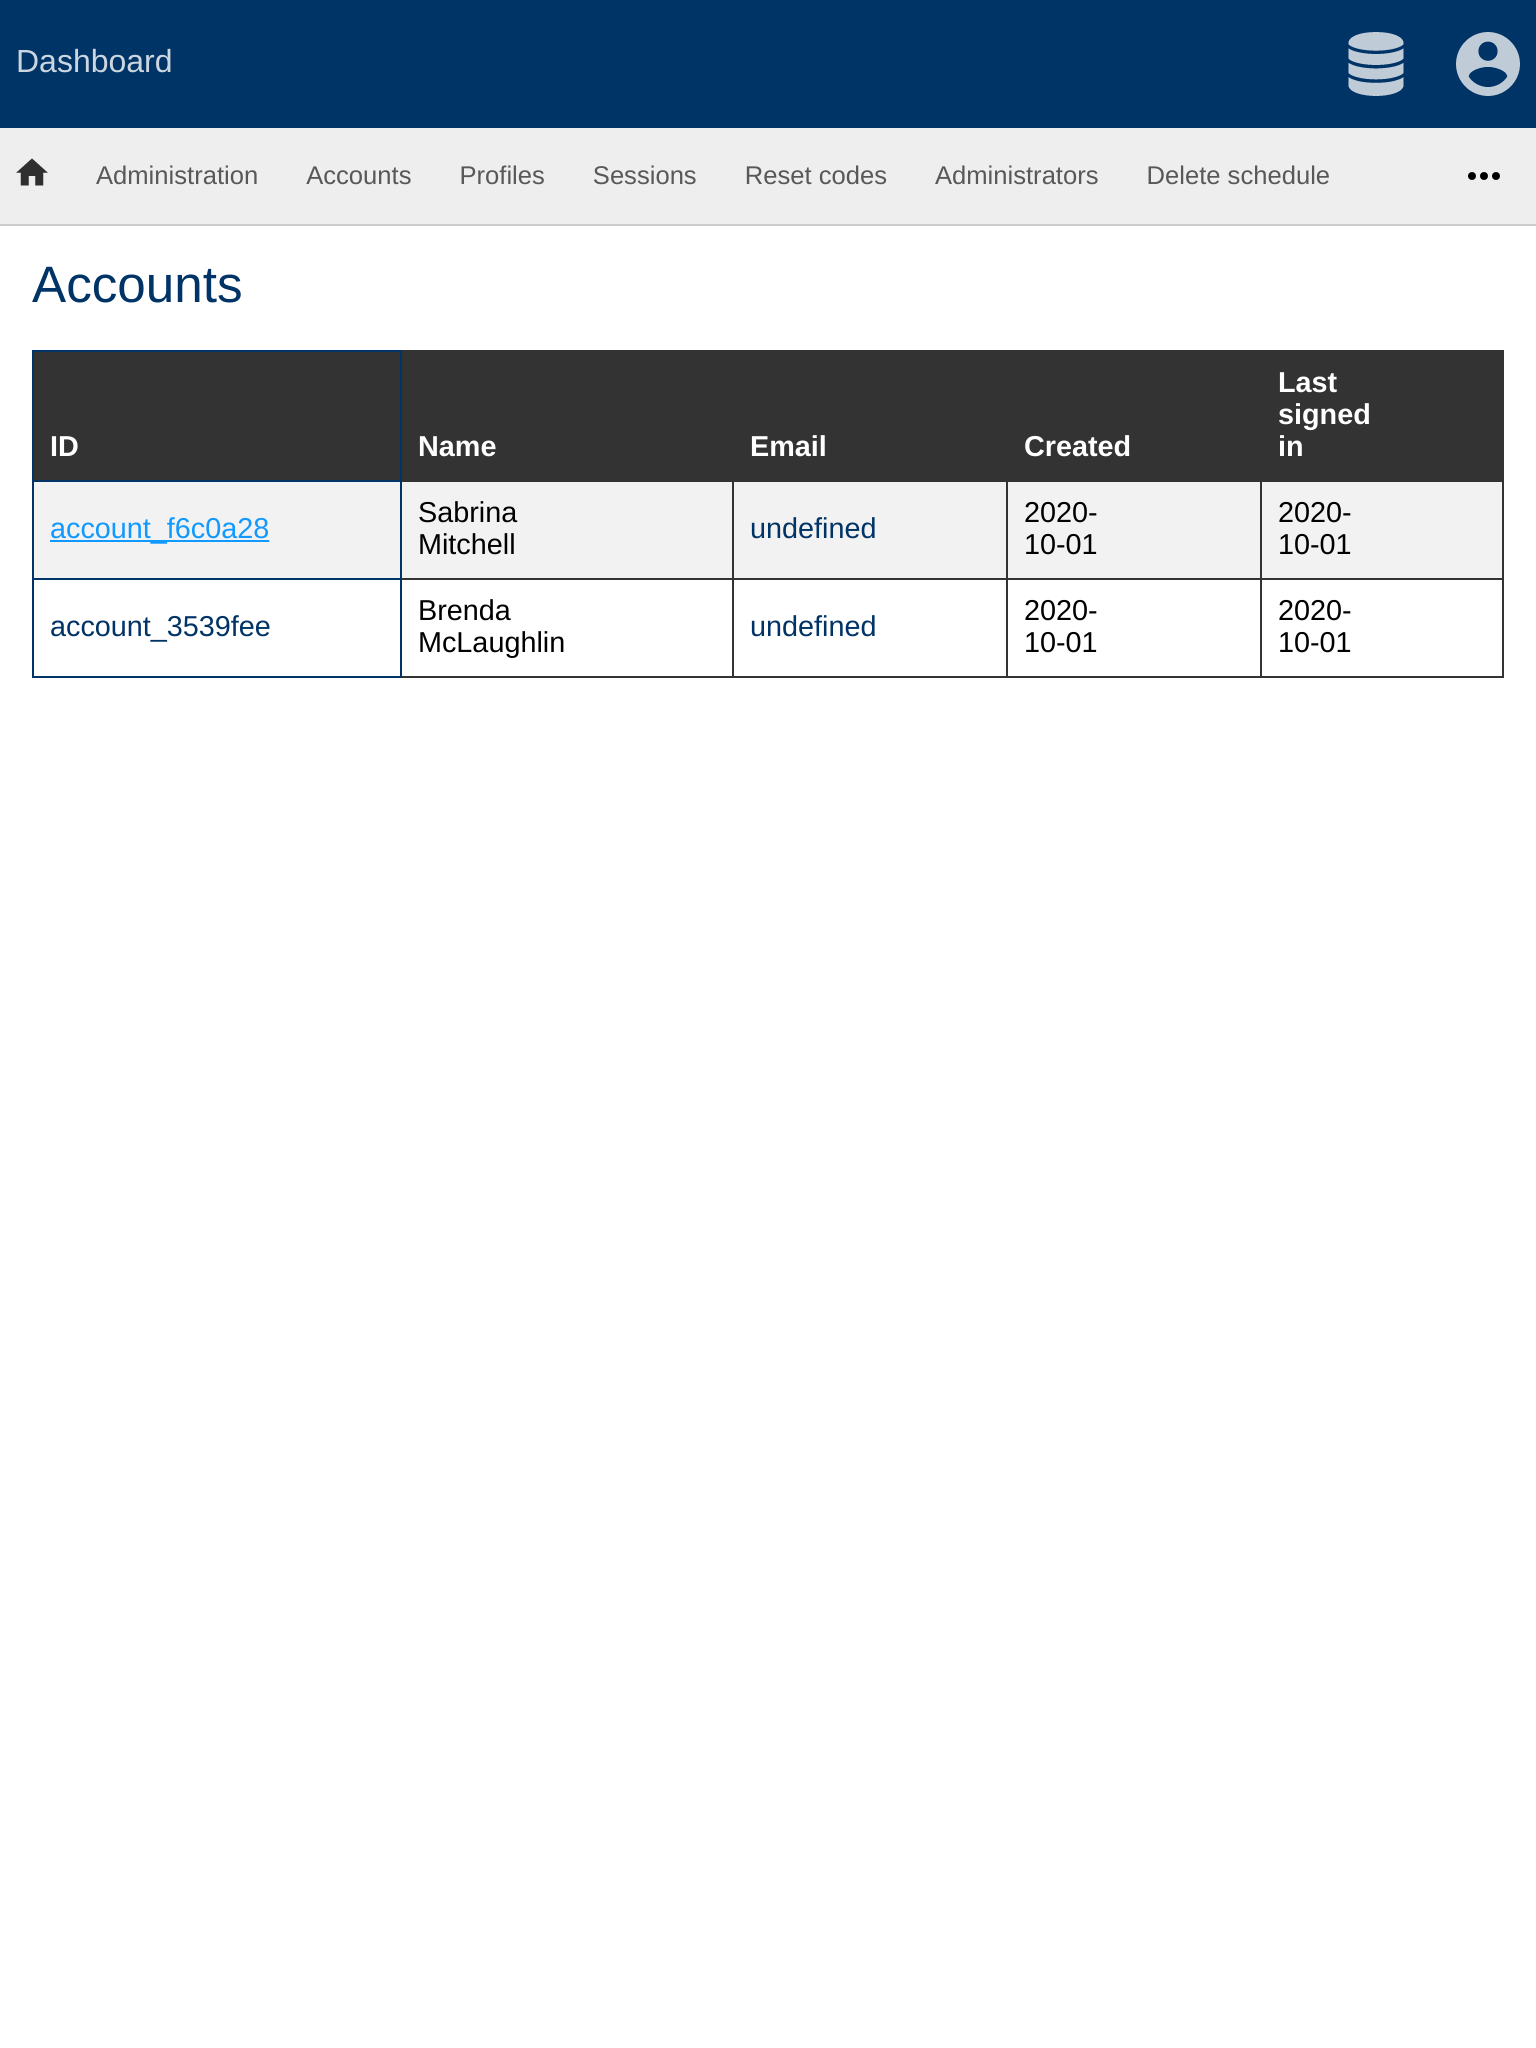 Dashboard
Administration Accounts Profiles Sessions Reset codes Administrators Delete schedule
Accounts
ID Name Email Created Last signed in
account_f6c0a28 Sabrina Mitchell undefined 2020-10-01 2020-10-01
account_3539fee Brenda McLaughlin undefined 2020-10-01 2020-10-01